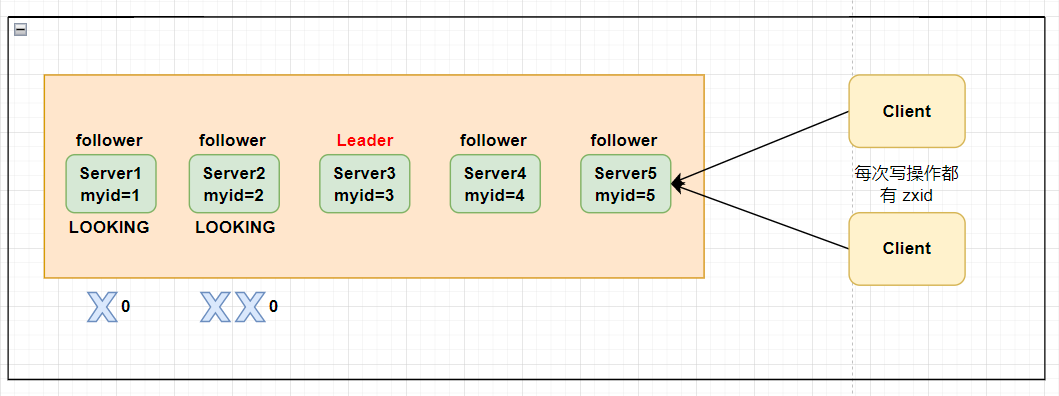 follower
follower
Leader
follower
follower
Server1
myid=1
Server2
myid=2
Server3
myid=3
Server4
myid=4
Server5
myid=5
LOOKING
LOOKING
0
0
Client
每次写操作都
有 zxid
Client